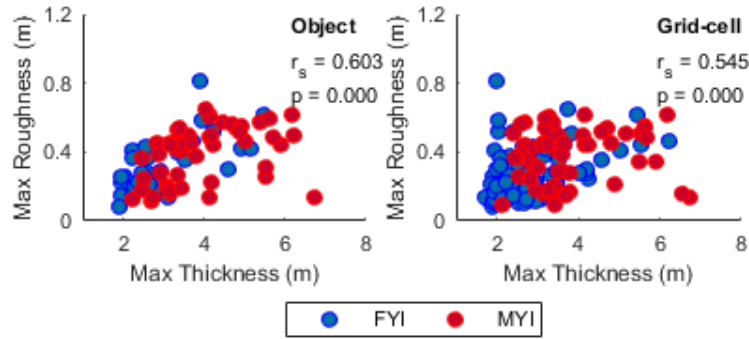 Max Roughness (m)
1.2
0.8
0.4
0
Object
r_s = 0.603
p = 0.000
2
4
6
8
Max Thickness (m)
Max Roughness (m)
1.2
0.8
0.4
0
Grid-cell
r_s = 0.545
p = 0.000
2
4
6
8
Max Thickness (m)
FYI
MYI